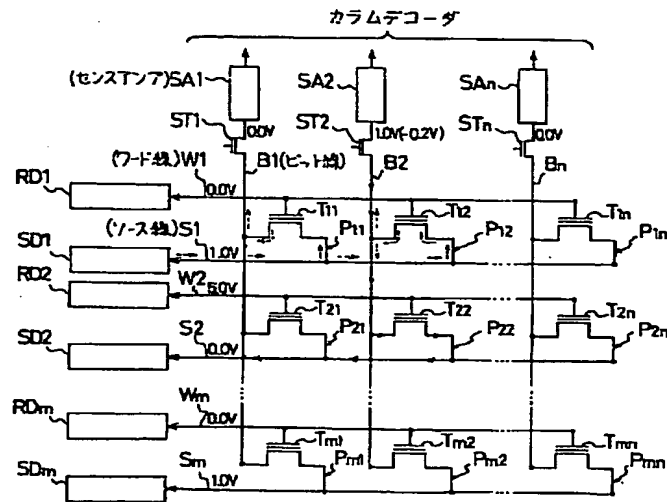 カラムデコーダ
(センスアンプ)SA1 SA2 SAn
ST1 0.0V ST2 1.0V(-0.2V) STn 0.0V
B1(ビット線) B2 Bn
RD1 (ワード線)W1 0.0V
T11 T12 T1n
SD1 (ソース線)S1 1.0V P11 P12 P1n
RD2 W2 5.0V
T21 T22 T2n
SD2 S2 0.0V P21 P22 P2n
RDm Wm 0.0V
Tm1 Tm2 Tmn
SDm Sm 1.0V Pm1 Pm2 Pmn